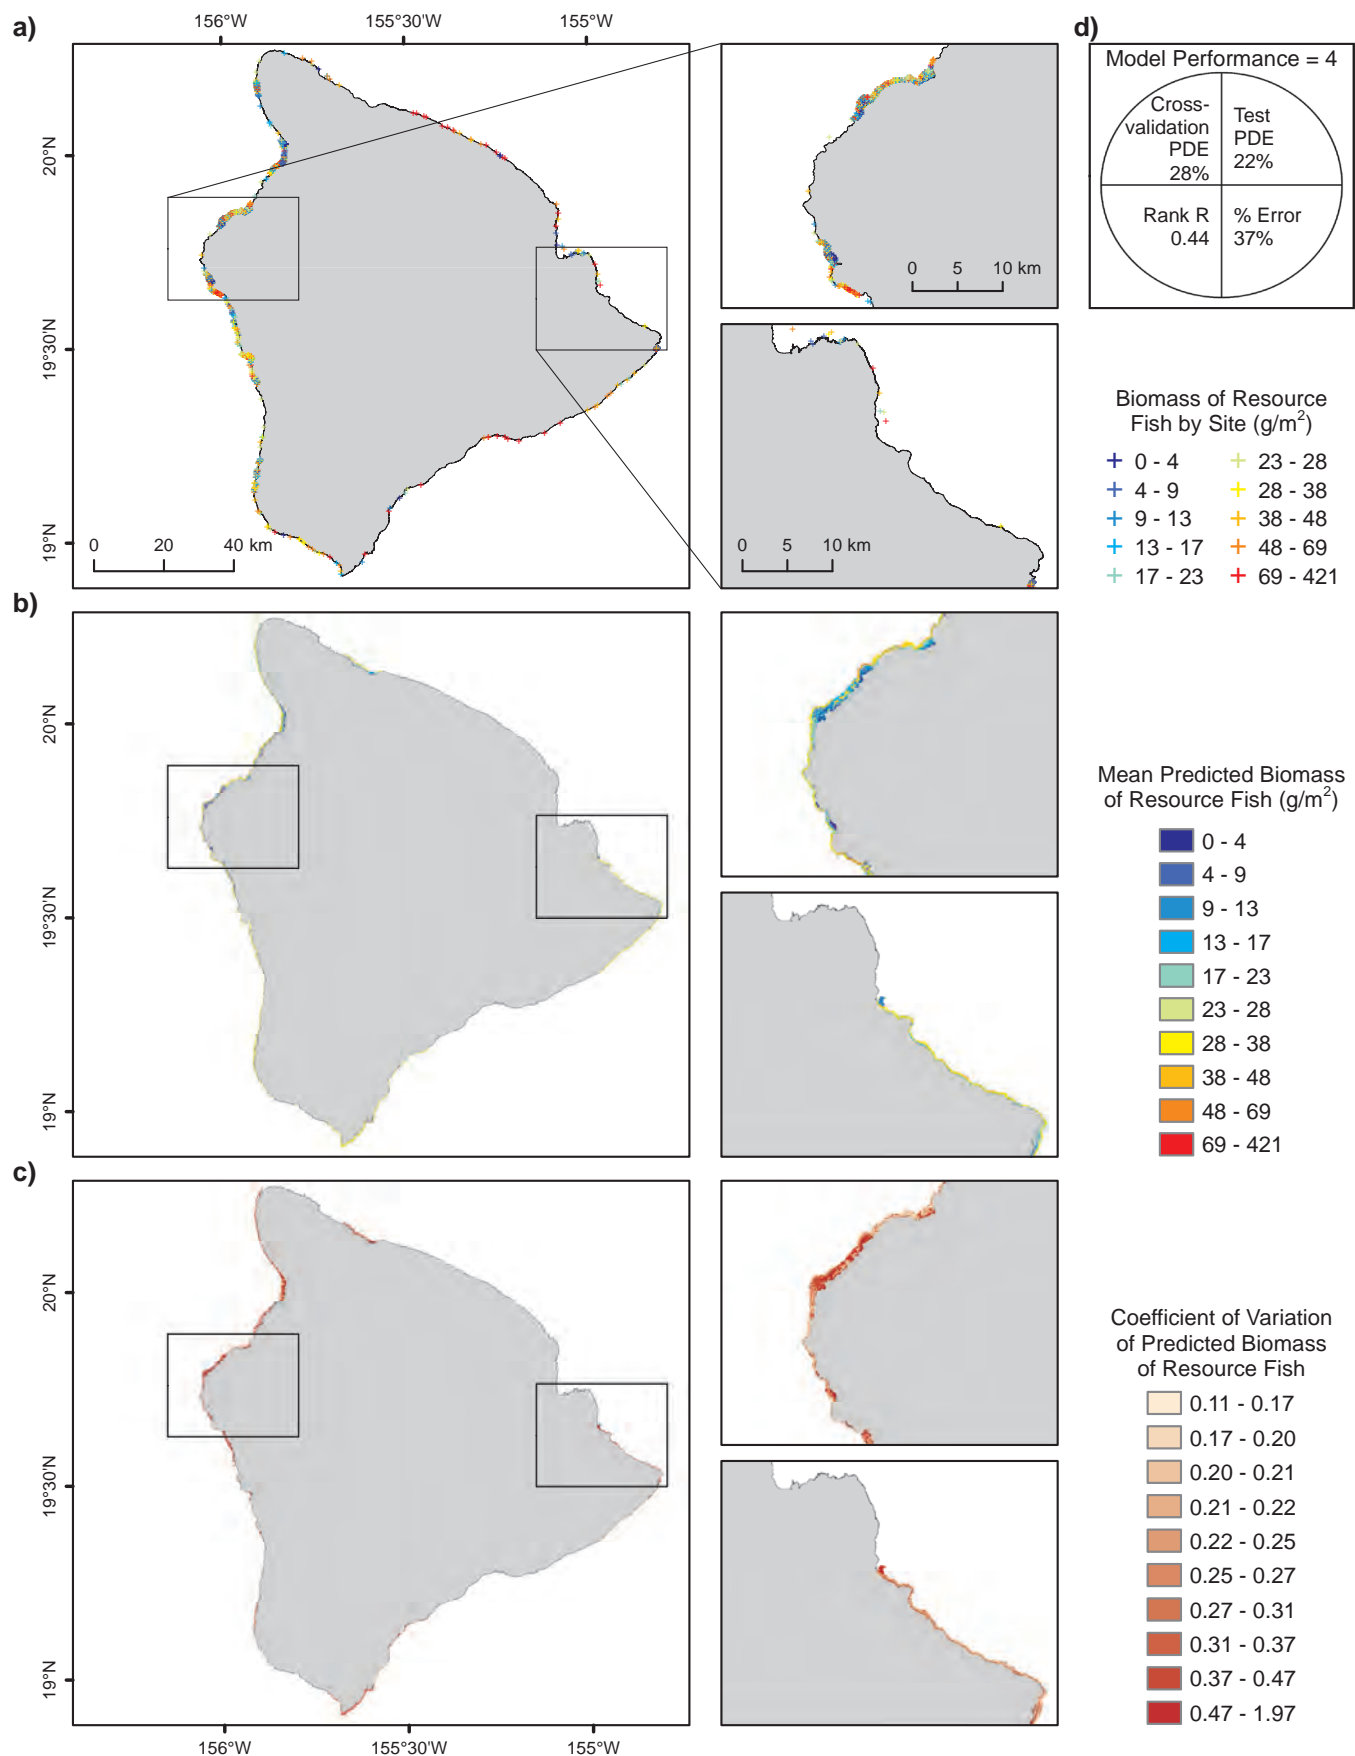 a)
156°W
155°30'W
155°W
20°N
19°30'N
19°N
0 20 40 km
0 5 10 km
0 5 10 km
d)
Model Performance = 4
Cross-
validation
PDE
28%
Test
PDE
22%
Rank R
0.44
% Error
37%
Biomass of Resource
Fish by Site (g/m²)
0 - 4
4 - 9
9 - 13
13 - 17
17 - 23
23 - 28
28 - 38
38 - 48
48 - 69
69 - 421
b)
20°N
19°30'N
19°N
Mean Predicted Biomass
of Resource Fish (g/m²)
0 - 4
4 - 9
9 - 13
13 - 17
17 - 23
23 - 28
28 - 38
38 - 48
48 - 69
69 - 421
c)
20°N
19°30'N
19°N
156°W
155°30'W
155°W
Coefficient of Variation
of Predicted Biomass
of Resource Fish
0.11 - 0.17
0.17 - 0.20
0.20 - 0.21
0.21 - 0.22
0.22 - 0.25
0.25 - 0.27
0.27 - 0.31
0.31 - 0.37
0.37 - 0.47
0.47 - 1.97